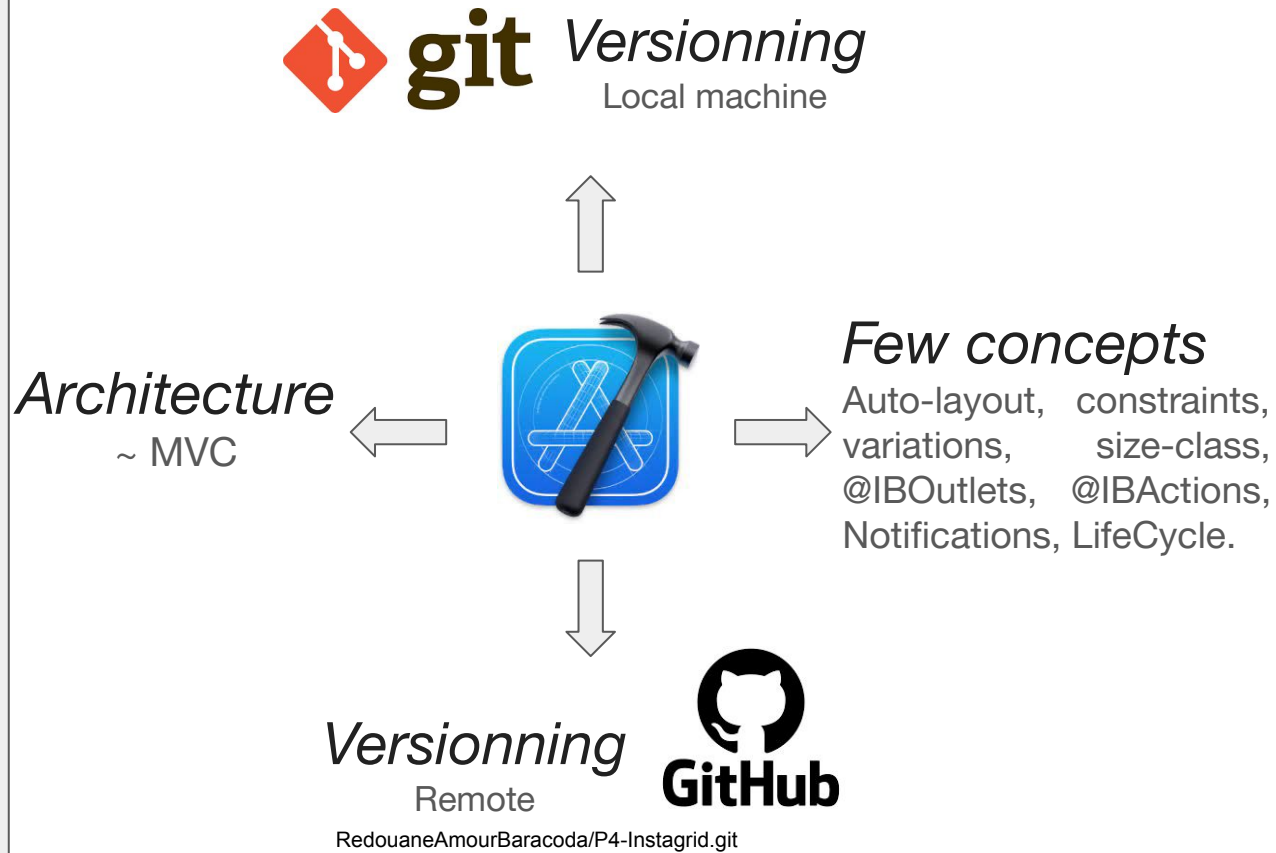 git Versionning
Local machine
Few concepts
Auto-layout, constraints,
variations, size-class,
@IBOutlets, @IBActions,
Notifications, LifeCycle.
Architecture
~ MVC
Versionning
Remote
GitHub
RedouaneAmourBaracoda/P4-Instagrid.git